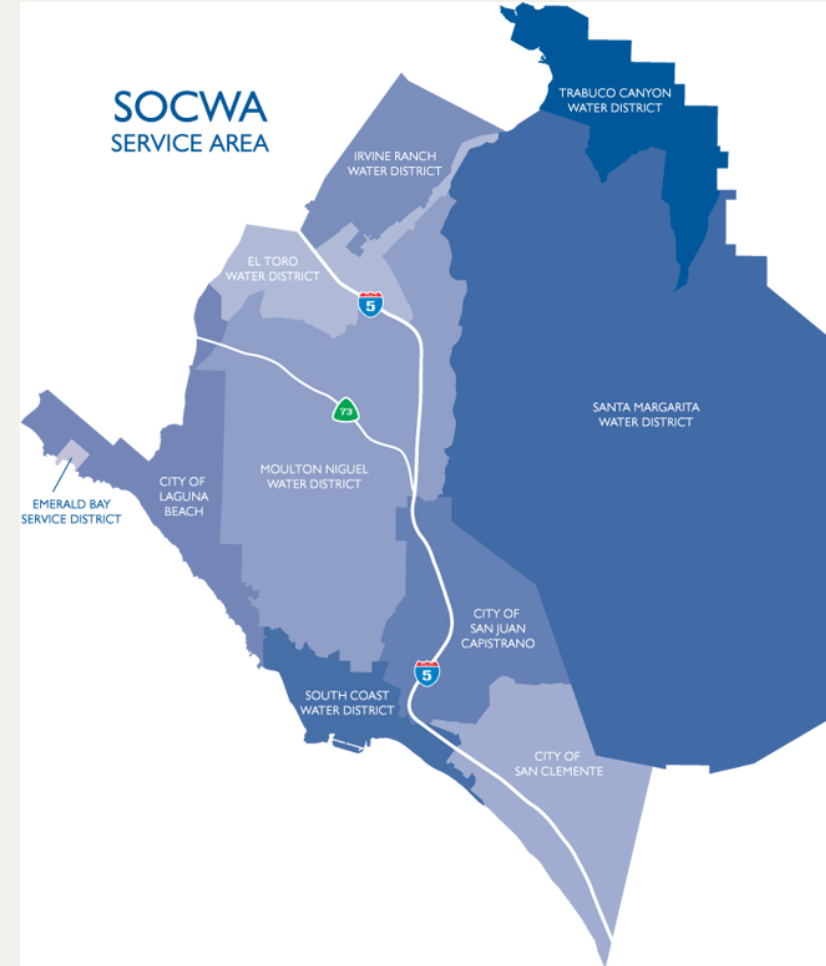 SOCWA
SERVICE AREA
TRABUCO CANYON
WATER DISTRICT
IRVINE RANCH
WATER DISTRICT
EL TORO
WATER DISTRICT
5
73
SANTA MARGARITA
WATER DISTRICT
MOULTON NIGUEL
WATER DISTRICT
CITY OF
LAGUNA
BEACH
EMERALD BAY
SERVICE DISTRICT
CITY OF
SAN JUAN
CAPISTRANO
5
SOUTH COAST
WATER DISTRICT
CITY OF
SAN CLEMENTE